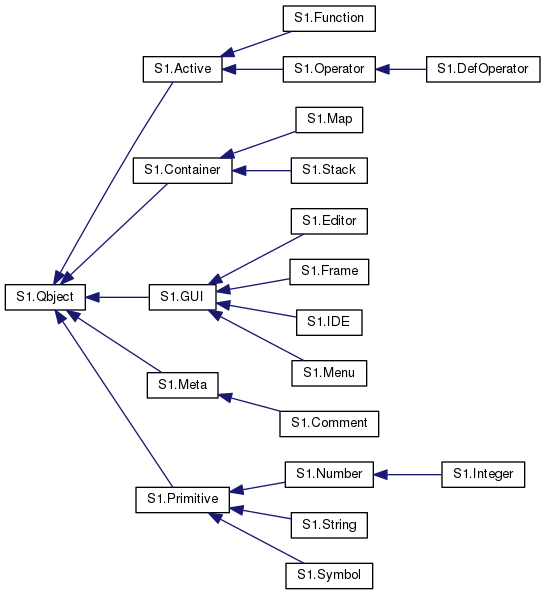 S1.Function
S1.Active
S1.Operator
S1.DefOperator
S1.Map
S1.Container
S1.Stack
S1.Editor
S1.Frame
S1.Qbject
S1.GUI
S1.IDE
S1.Menu
S1.Meta
S1.Comment
S1.Number
S1.Integer
S1.Primitive
S1.String
S1.Symbol